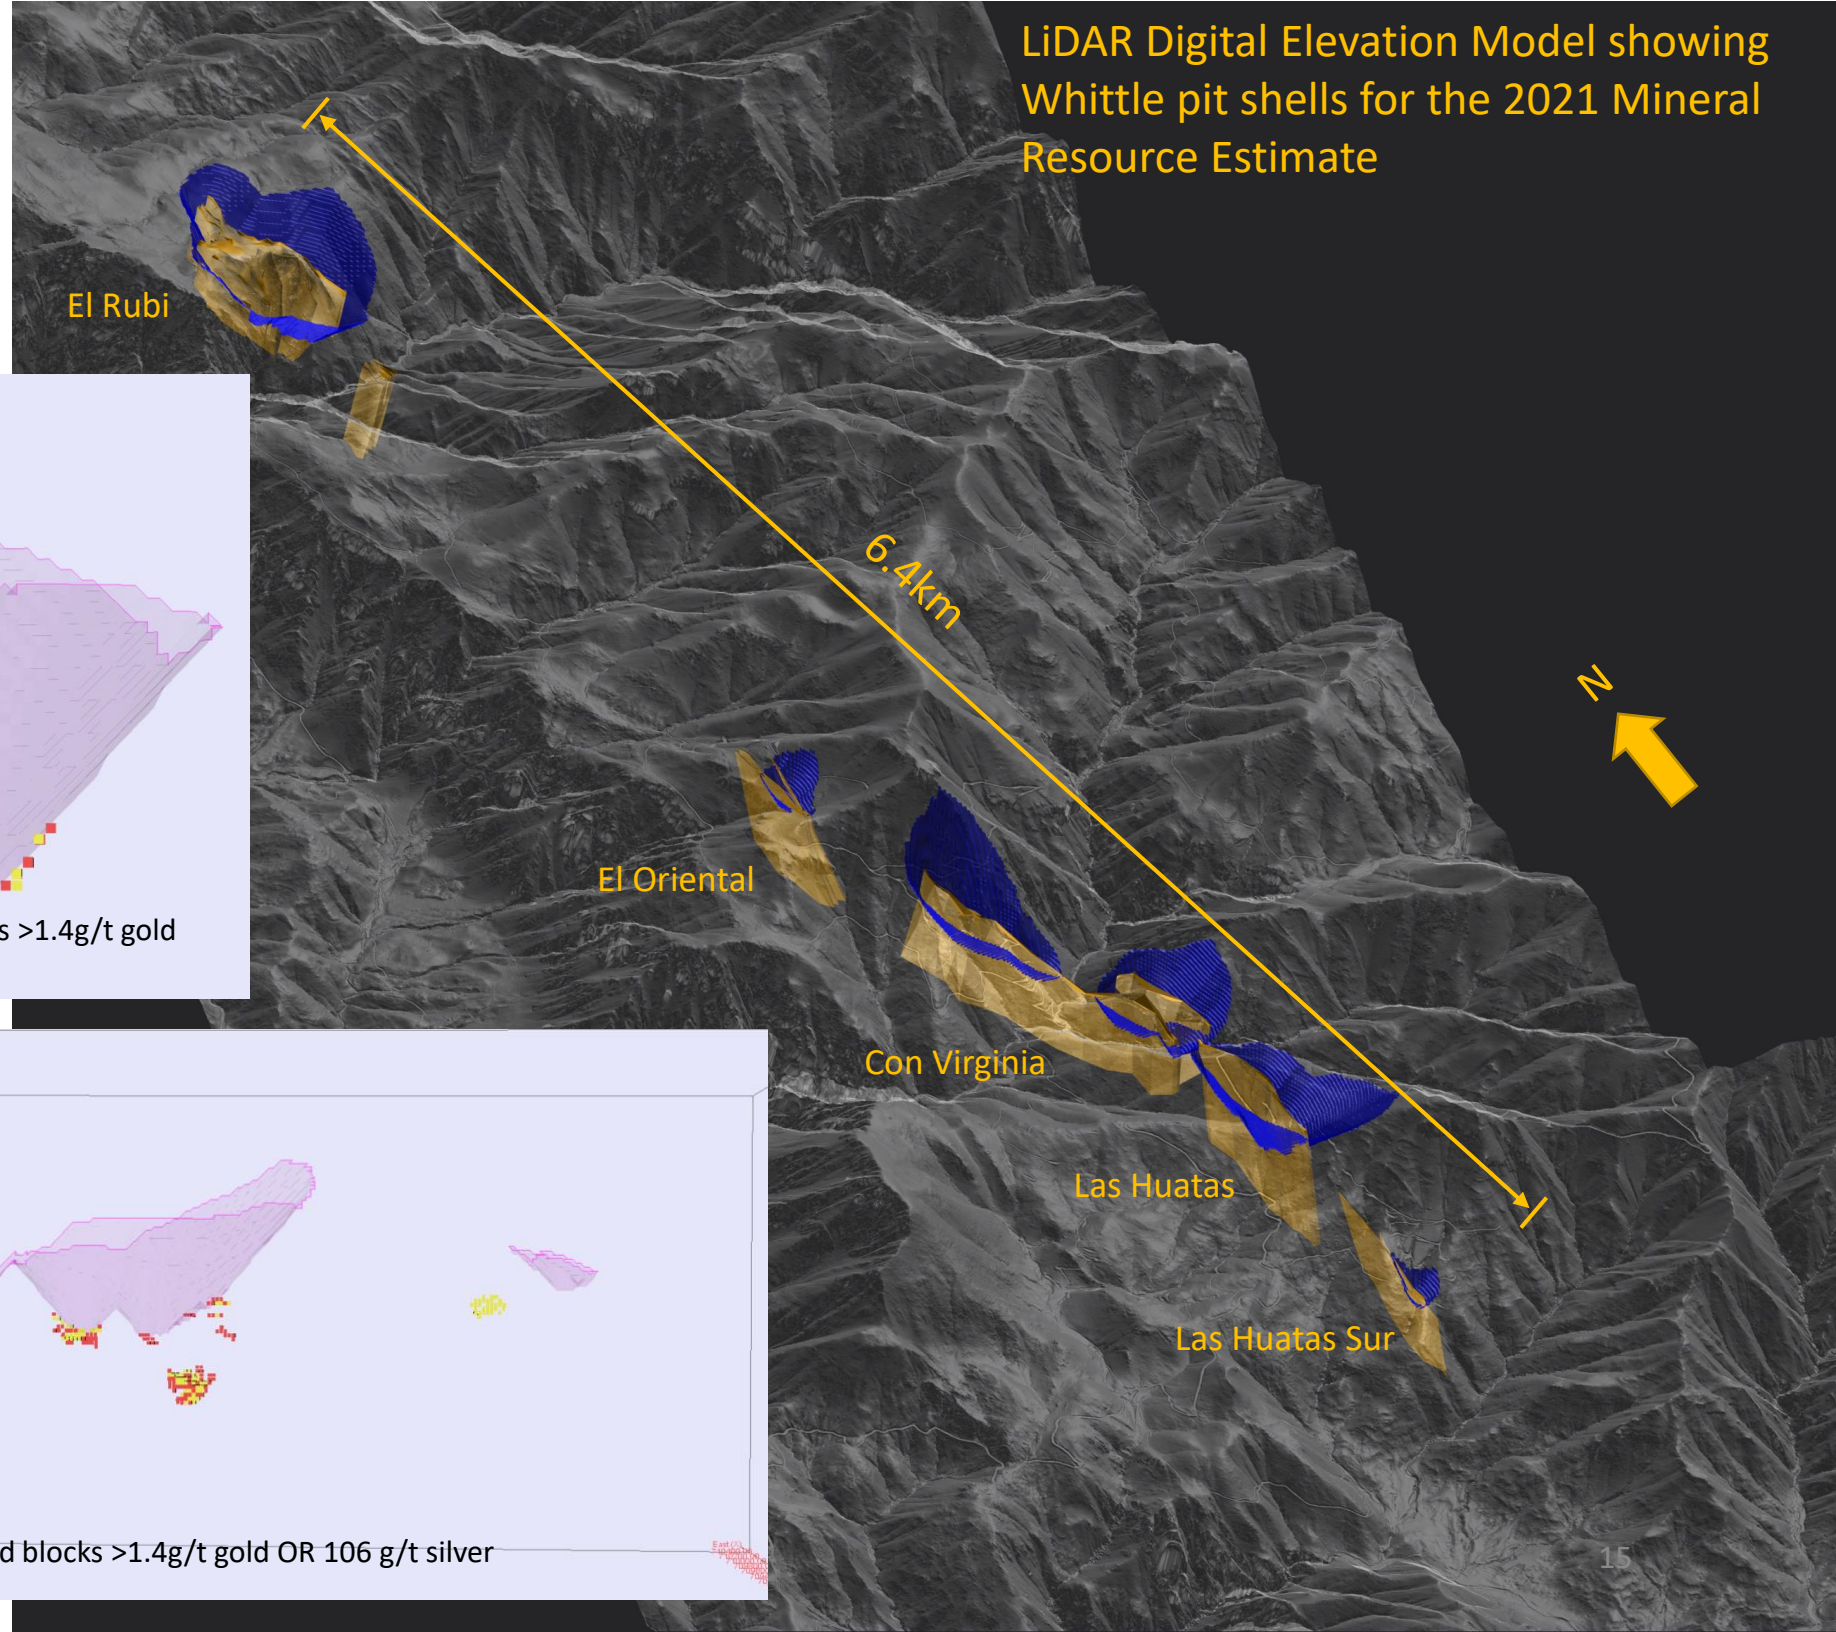 LiDAR Digital Elevation Model showing
Whittle pit shells for the 2021 Mineral
Resource Estimate
El Rubi
6.4km
N
El Oriental
s >1.4g/t gold
Con Virginia
Las Huatas
Las Huatas Sur
d blocks >1.4g/t gold OR 106 g/t silver
East (X)
15